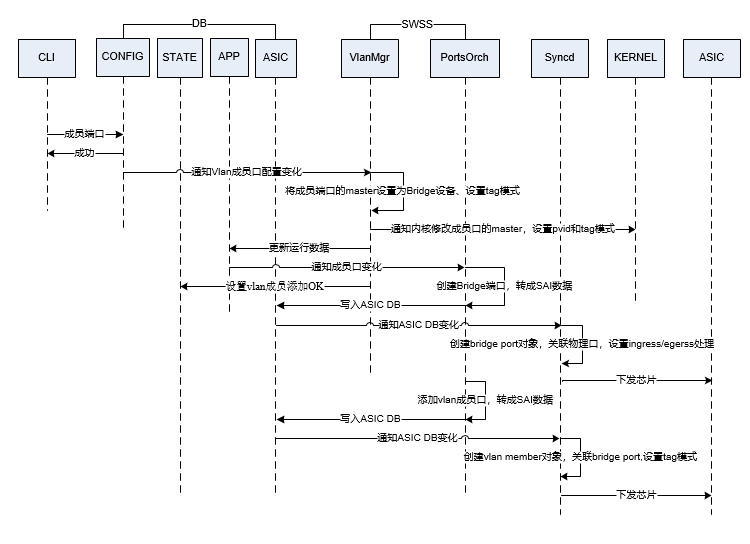 DB
SWSS
CLI
CONFIG
STATE
APP
ASIC
VlanMgr
PortsOrch
Syncd
KERNEL
ASIC
成员端口
成功
通知Vlan成员口配置变化
将成员端口的master设置为Bridge设备、设置tag模式
通知内核修改成员口的master，设置pvid和tag模式
更新运行数据
通知成员口变化
设置vlan成员添加OK
创建Bridge端口，转成SAI数据
写入ASIC DB
通知ASIC DB变化
创建bridge port对象，关联物理口，设置ingress/egerss处理
下发芯片
添加vlan成员口，转成SAI数据
写入ASIC DB
通知ASIC DB变化
创建vlan member对象，关联bridge port,设置tag模式
下发芯片